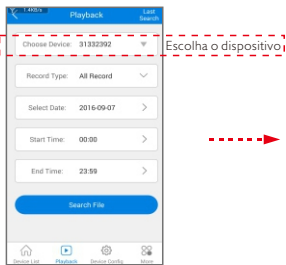 1.4KB/s
Playback
Last
Search
Choose Device: 31332392
Escolha o dispositivo
Record Type: All Record
Select Date: 2016-09-07
Start Time: 00:00
End Time: 23:59
Search File
Device List Playback Device Config More